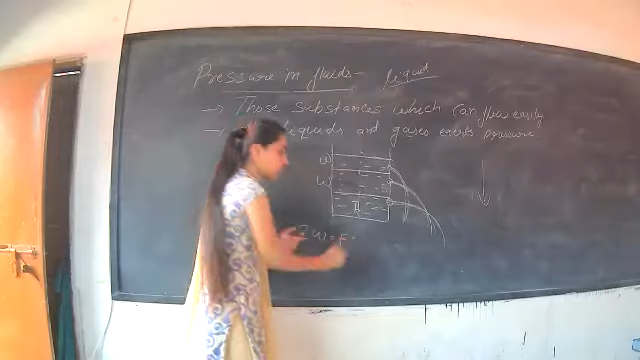 Pressure in fluids - liquid
→ Those substances which can flow easily
→ liquids and gases exerts pressure
W
W